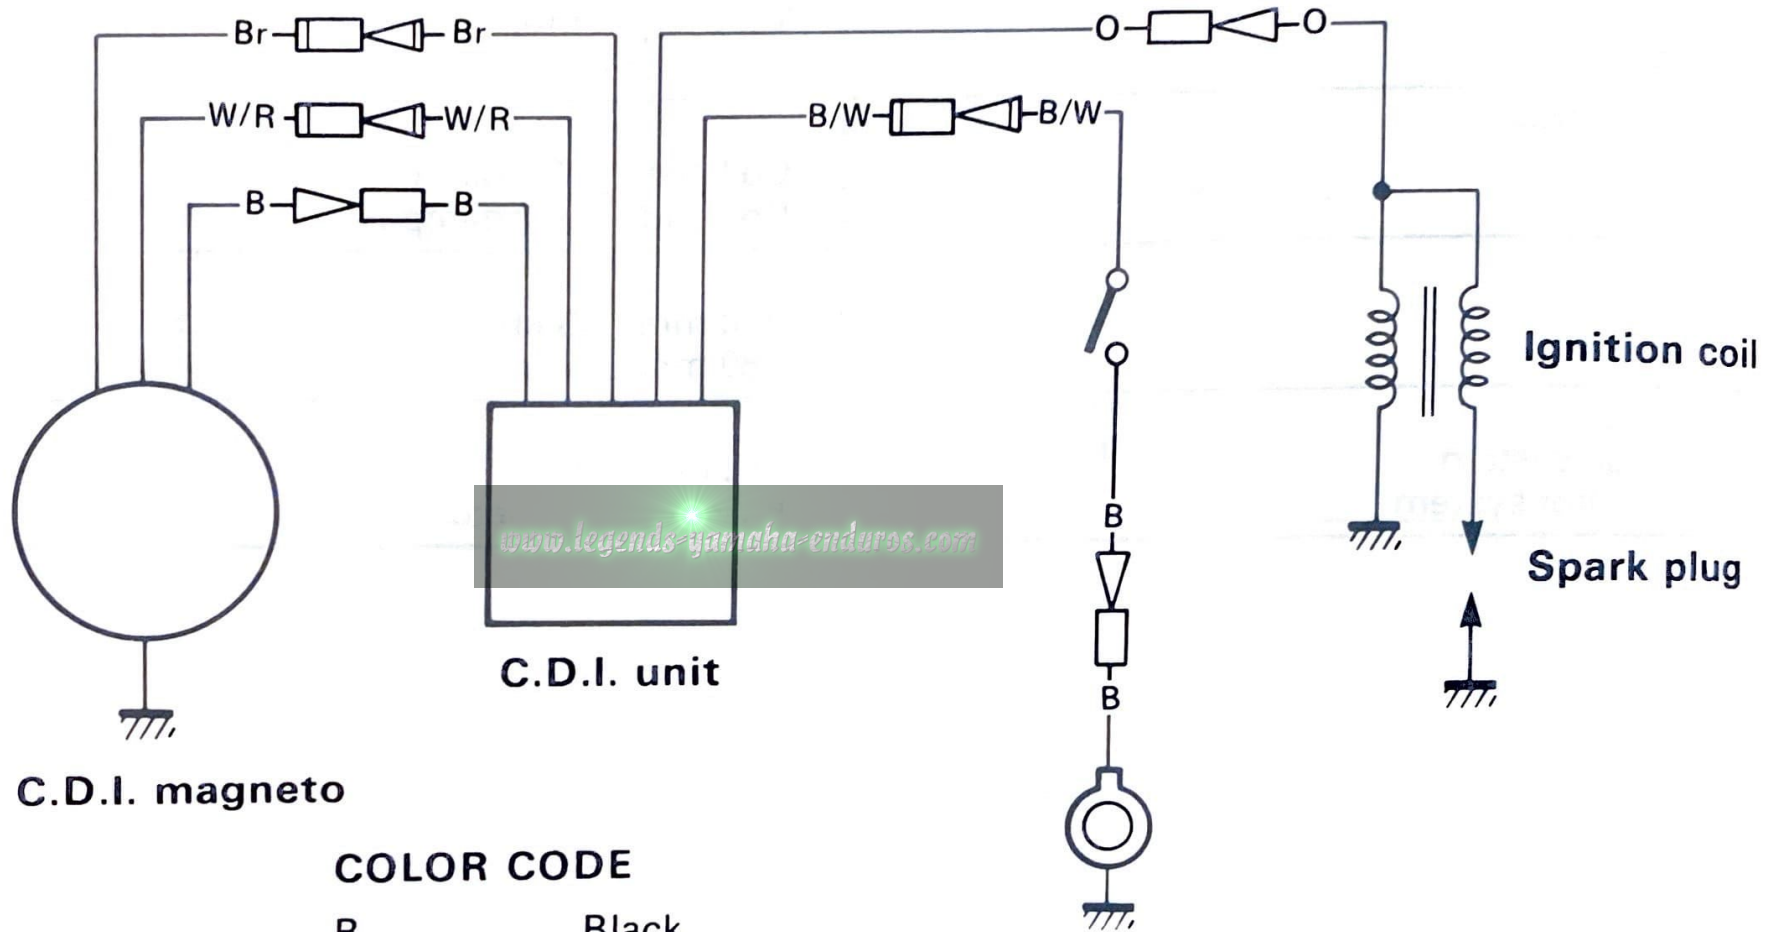 Br Br
O O
W/R W/R
B/W B/W
B B
Ignition coil
B
www.legends-yamaha-enduros.com
Spark plug
C.D.I. unit
B
C.D.I. magneto
COLOR CODE
B Black